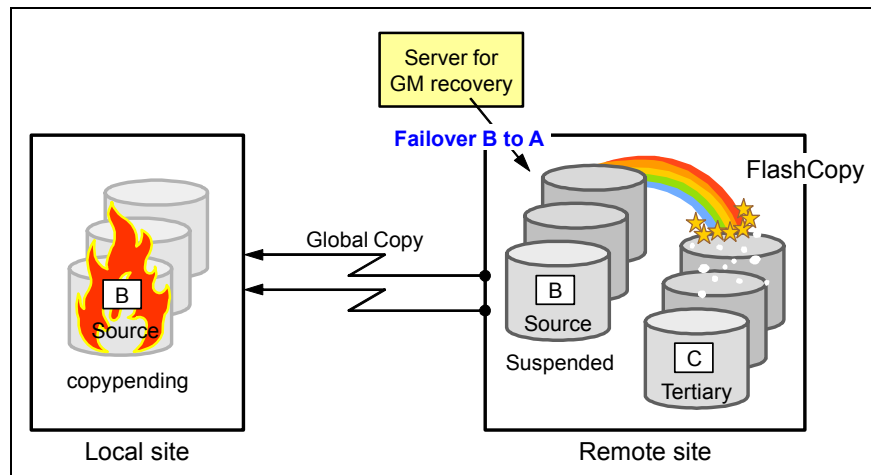 Server for
GM recovery
Failover B to A
FlashCopy
Global Copy
B
Source
copypending
B
Source
Suspended
C
Tertiary
Local site
Remote site